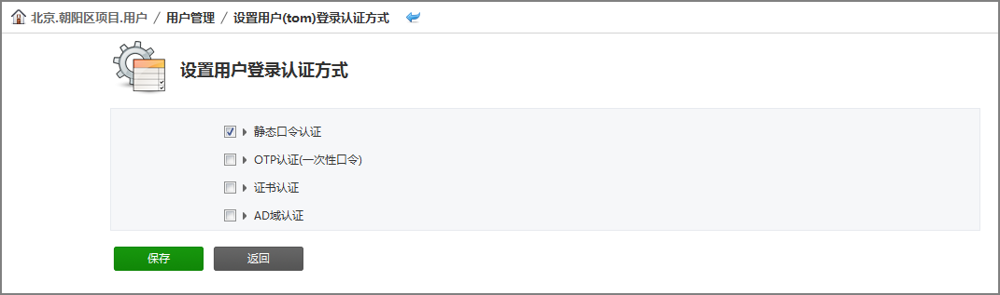 北京.朝阳区项目.用户 / 用户管理 / 设置用户(tom)登录认证方式
设置用户登录认证方式
静态口令认证
OTP认证(一次性口令)
证书认证
AD域认证
保存 返回